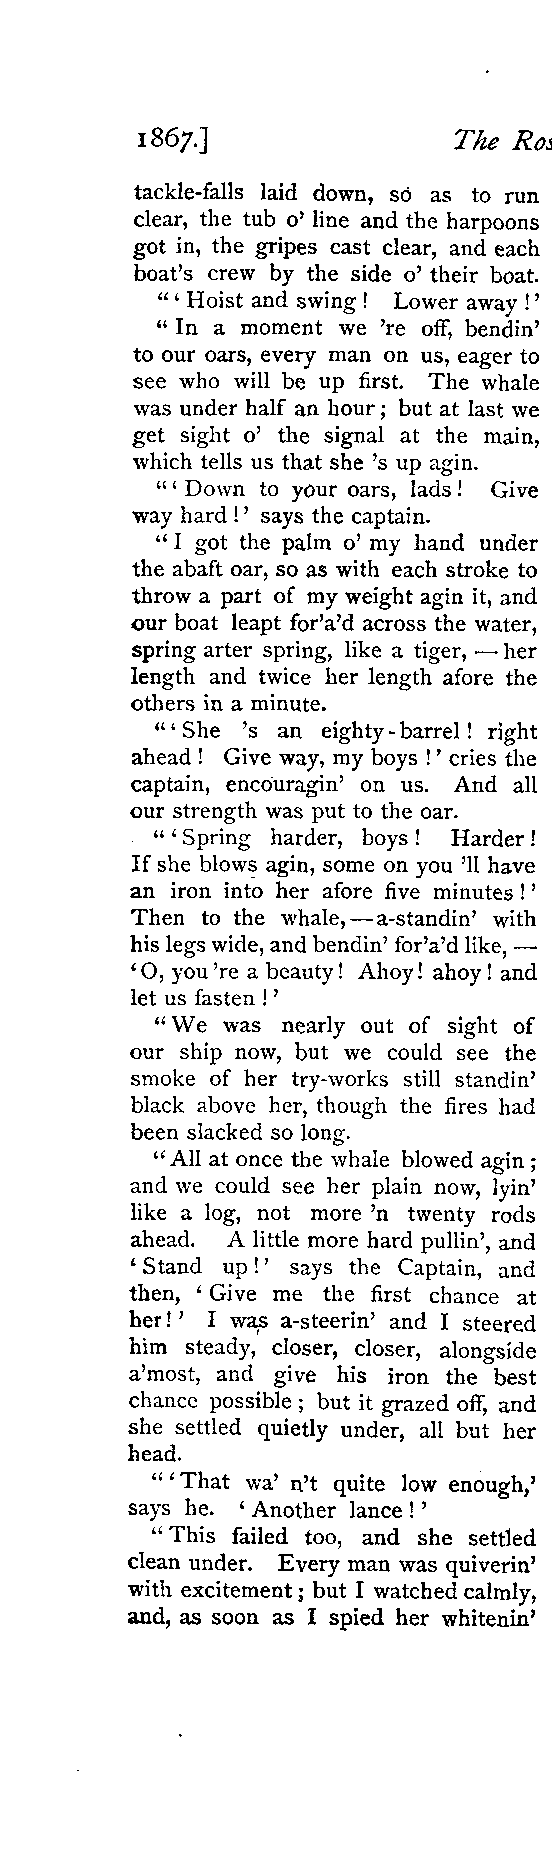 1867.] The Ros
tackle-falls laid down, so as to run
clear, the tub o' line and the harpoons
got in, the gripes cast clear, and each
boat's crew by the side o' their boat.
"'Hoist and swing! Lower away!'
"In a moment we 're off, bendin'
to our oars, every man on us, eager to
see who will be up first. The whale
was under half an hour; but at last we
get sight o' the signal at the main,
which tells us that she 's up agin.
"'Down to your oars, lads! Give
way hard!' says the captain.
"I got the palm o' my hand under
the abaft oar, so as with each stroke to
throw a part of my weight agin it, and
our boat leapt for'a'd across the water,
spring arter spring, like a tiger, — her
length and twice her length afore the
others in a minute.
"'She 's an eighty-barrel! right
ahead! Give way, my boys!' cries the
captain, encouragin' on us. And all
our strength was put to the oar.
"'Spring harder, boys! Harder!
If she blows agin, some on you 'll have
an iron into her afore five minutes!'
Then to the whale, — a-standin' with
his legs wide, and bendin' for'a'd like, —
'O, you 're a beauty! Ahoy! ahoy! and
let us fasten!'
"We was nearly out of sight of
our ship now, but we could see the
smoke of her try-works still standin'
black above her, though the fires had
been slacked so long.
"All at once the whale blowed agin;
and we could see her plain now, lyin'
like a log, not more 'n twenty rods
ahead. A little more hard pullin', and
'Stand up!' says the Captain, and
then, 'Give me the first chance at
her!' I was a-steerin' and I steered
him steady, closer, closer, alongside
a'most, and give his iron the best
chance possible; but it grazed off, and
she settled quietly under, all but her
head.
"'That wa' n't quite low enough,'
says he. 'Another lance!'
"This failed too, and she settled
clean under. Every man was quiverin'
with excitement; but I watched calmly,
and, as soon as I spied her whitenin'